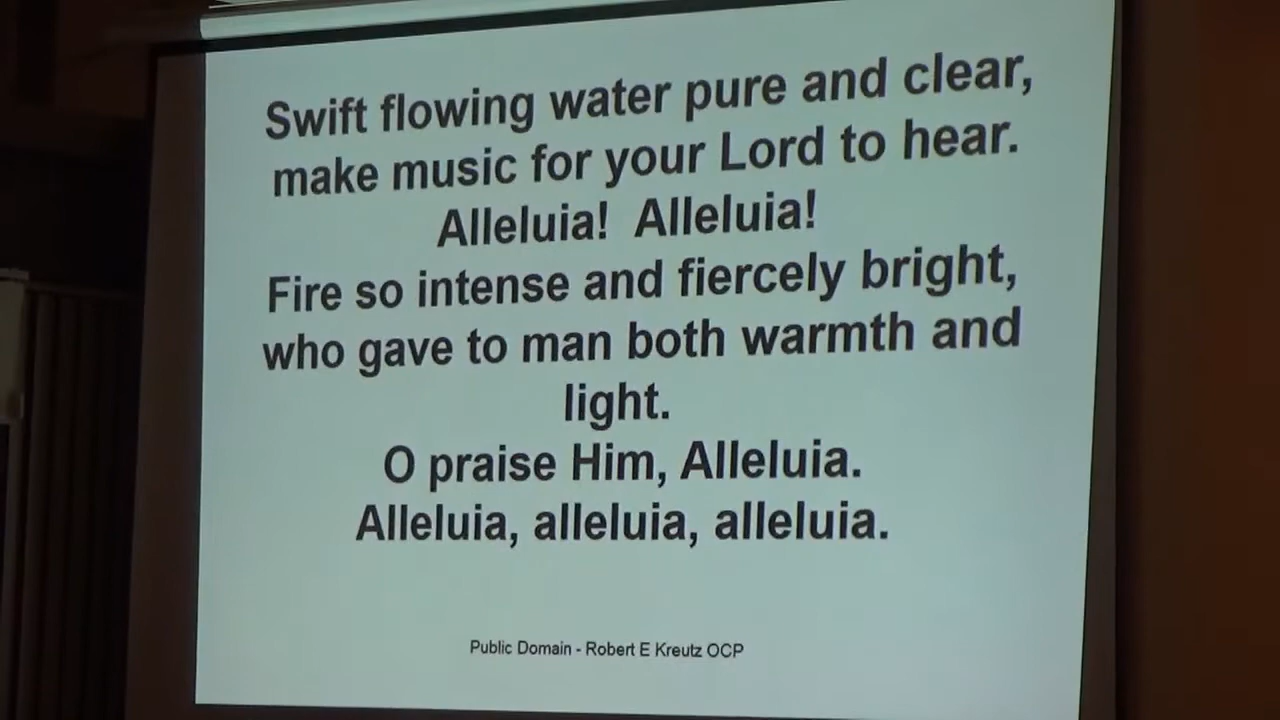 Swift flowing water pure and clear,
make music for your Lord to hear.
Alleluia!  Alleluia!
Fire so intense and fiercely bright,
who gave to man both warmth and
light.
O praise Him, Alleluia.
Alleluia, alleluia, alleluia.
Public Domain - Robert E Kreutz OCP